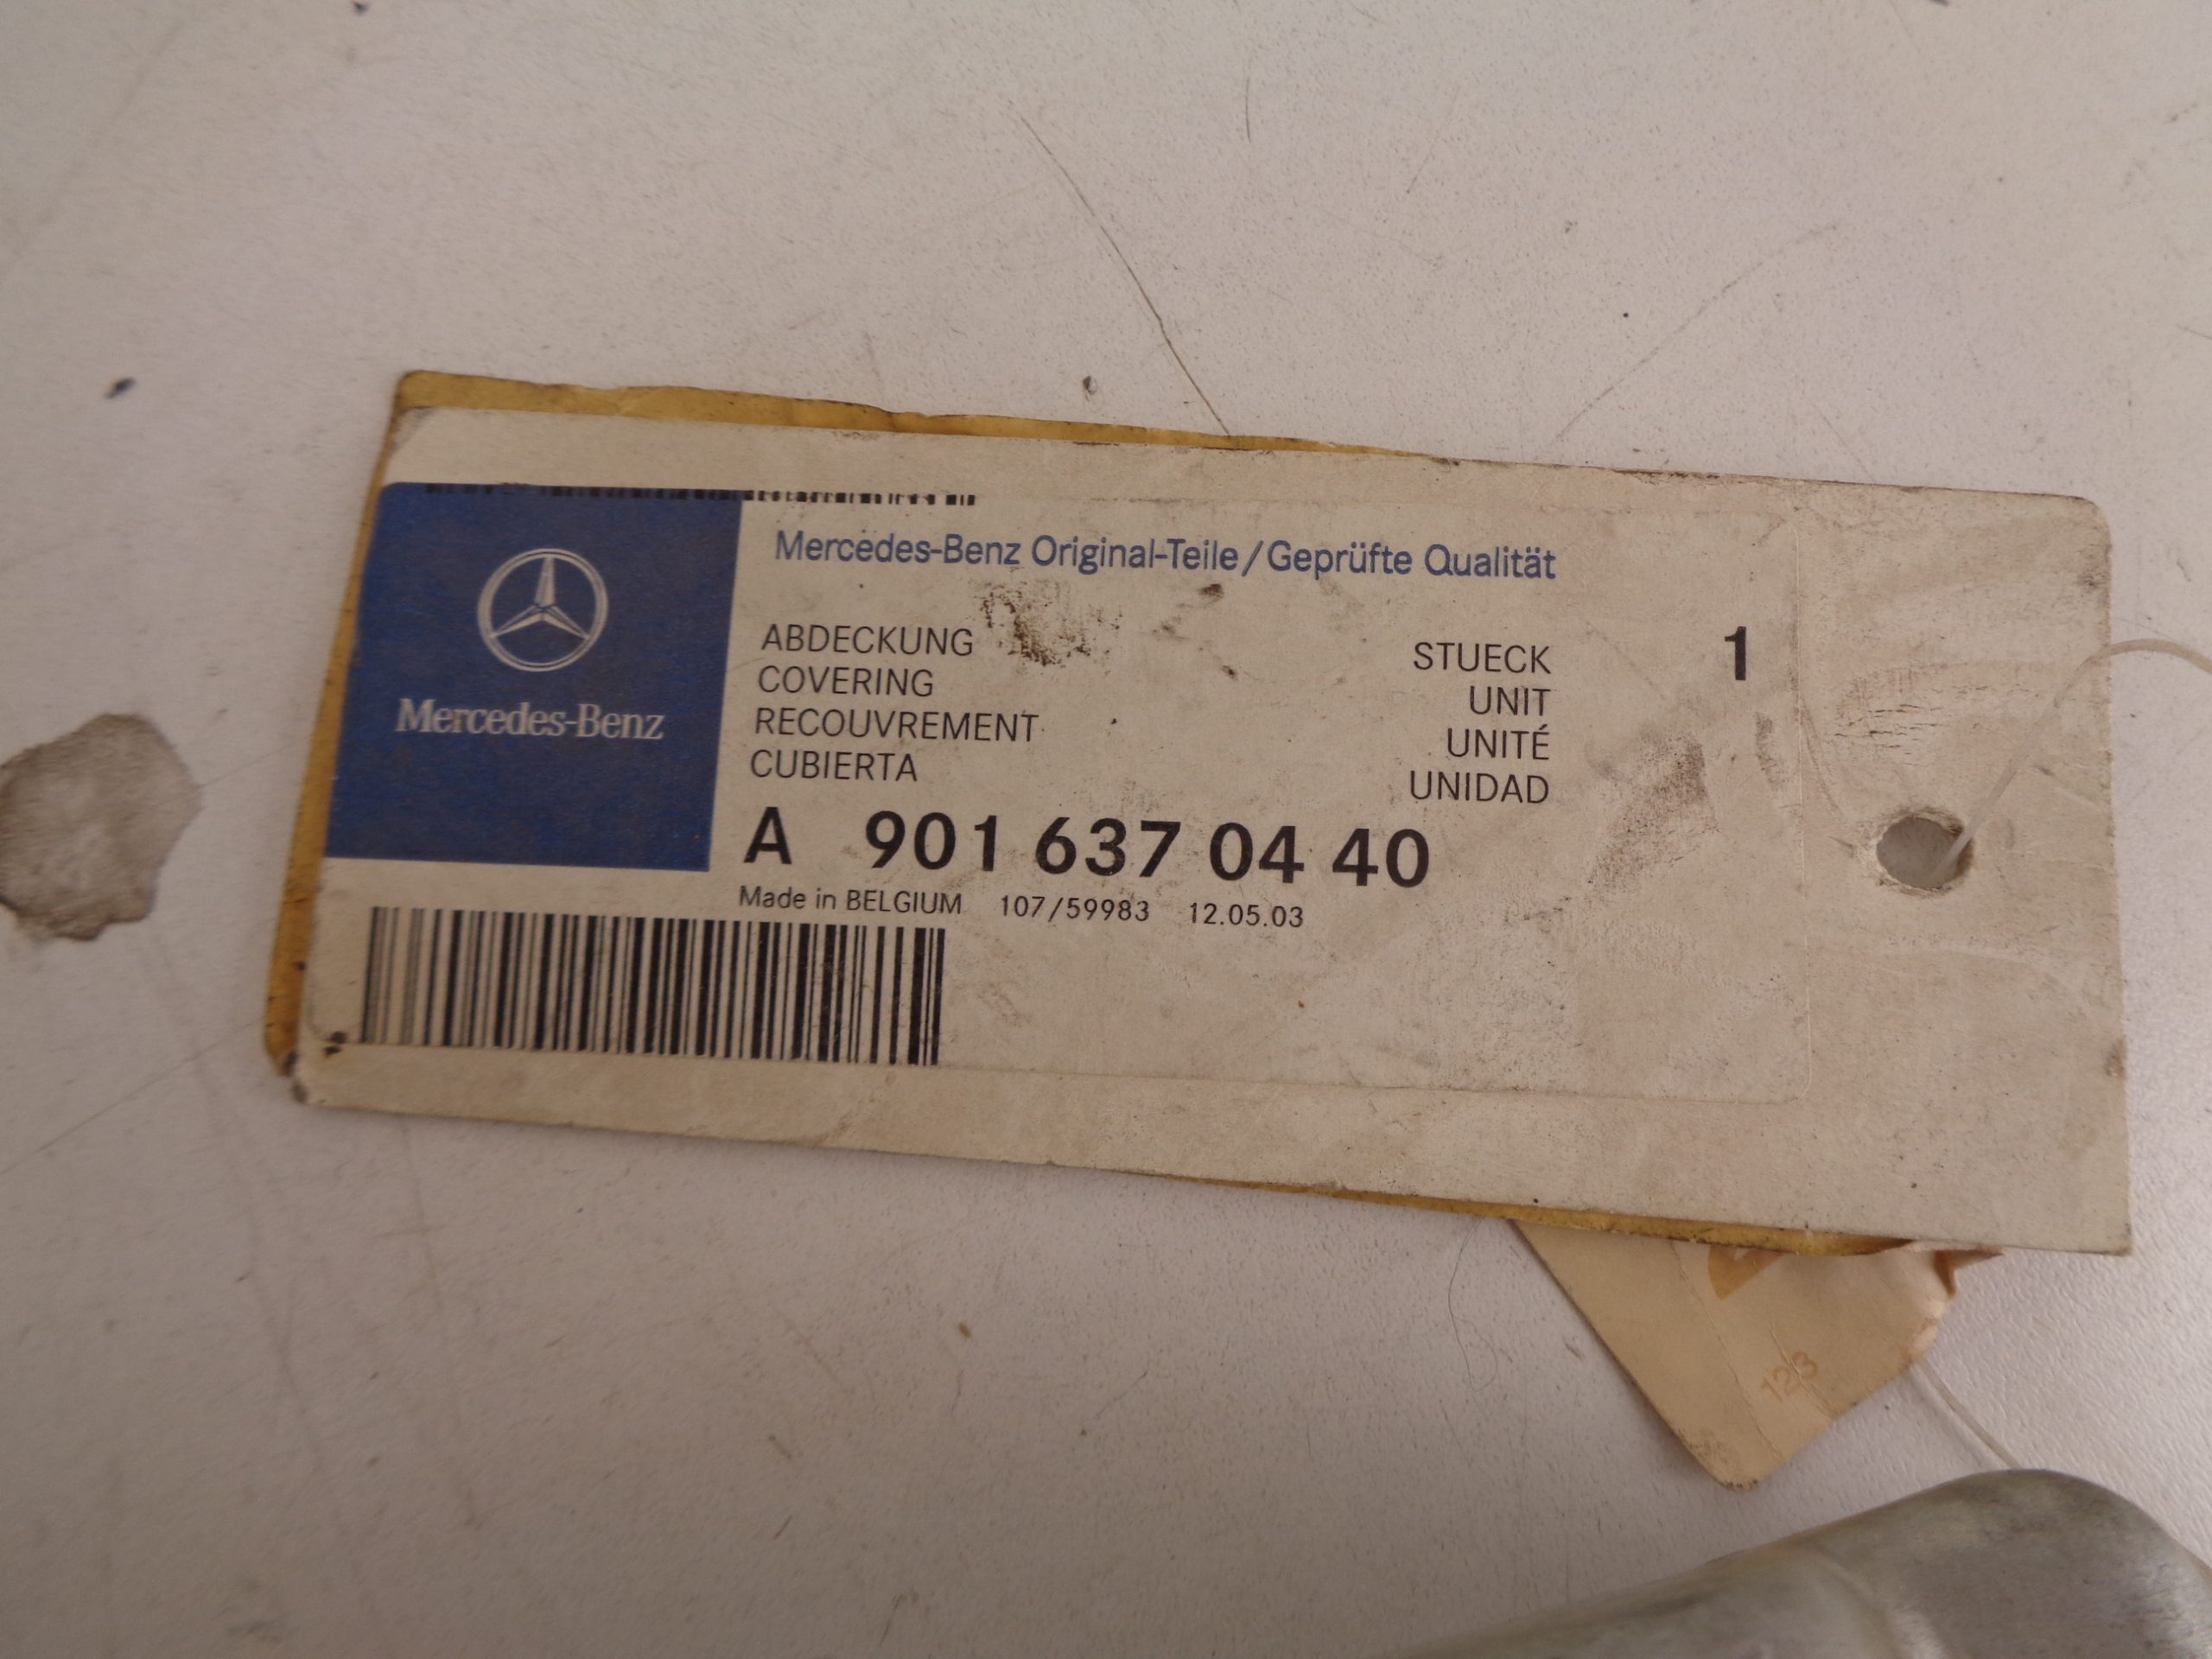 Mercedes-Benz
Mercedes-Benz Original-Teile/Geprüfte Qualität
ABDECKUNG
COVERING
RECOUVREMENT
CUBIERTA
STUECK 1
UNIT
UNITÉ
UNIDAD
A 901 637 04 40
Made in BELGIUM 107/59983 12.05.03
123